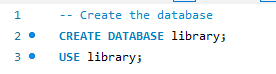 1 -- Create the database
2 CREATE DATABASE library;
3 USE library;